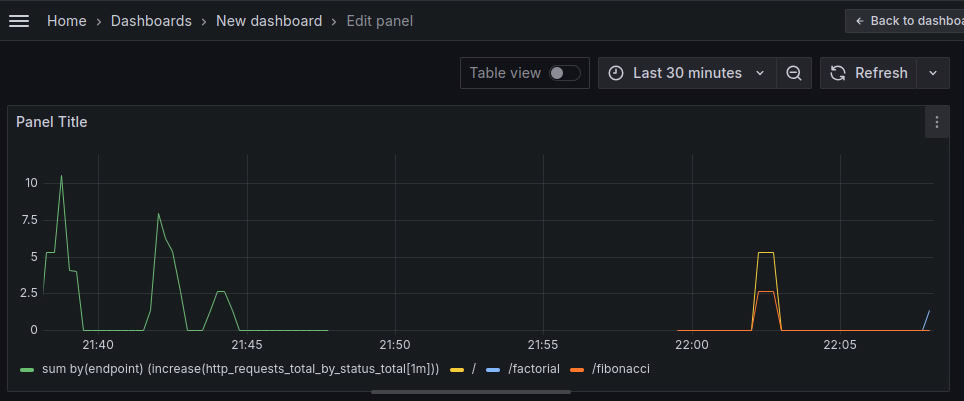 Home › Dashboards › New dashboard › Edit panel
← Back to dashboa
Table view
Last 30 minutes
Refresh
Panel Title
10
7.5
5
2.5
0
21:40 21:45 21:50 21:55 22:00 22:05
sum by(endpoint) (increase(http_requests_total_by_status_total[1m])) / /factorial /fibonacci